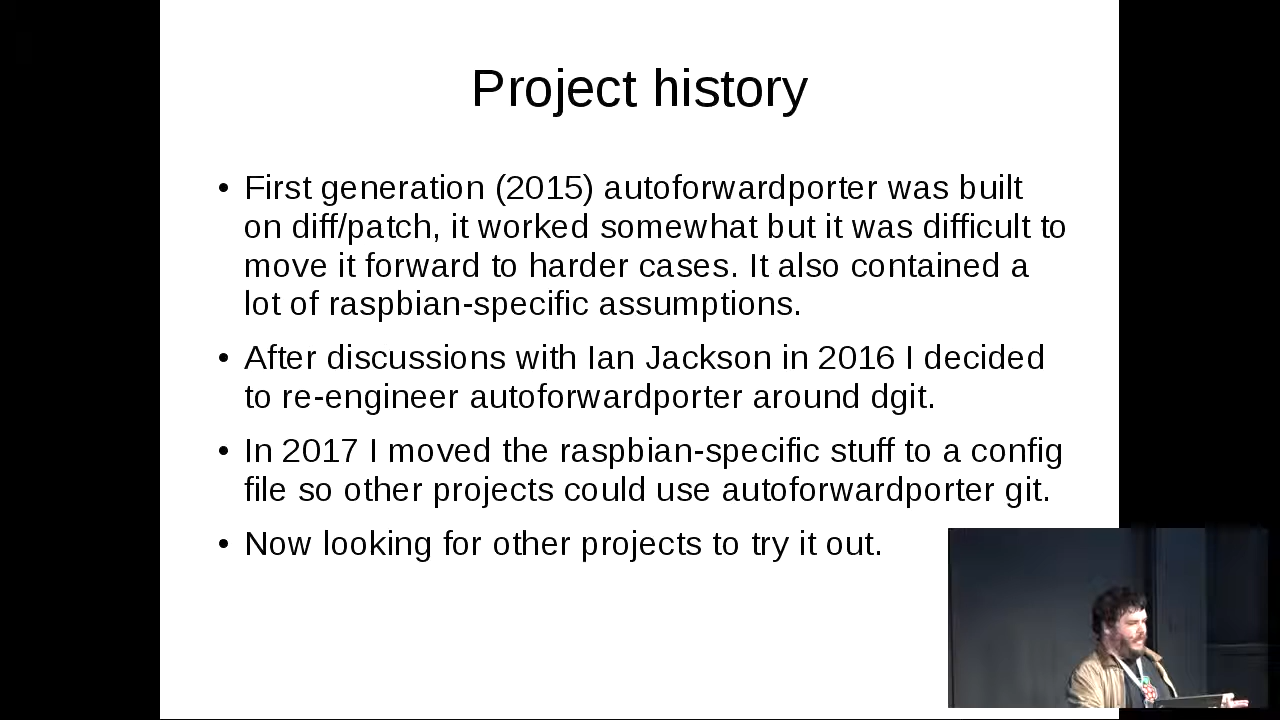 Project history
• First generation (2015) autoforwardporter was built
on diff/patch, it worked somewhat but it was difficult to
move it forward to harder cases. It also contained a
lot of raspbian-specific assumptions.
• After discussions with Ian Jackson in 2016 I decided
to re-engineer autoforwardporter around dgit.
• In 2017 I moved the raspbian-specific stuff to a config
file so other projects could use autoforwardporter git.
• Now looking for other projects to try it out.